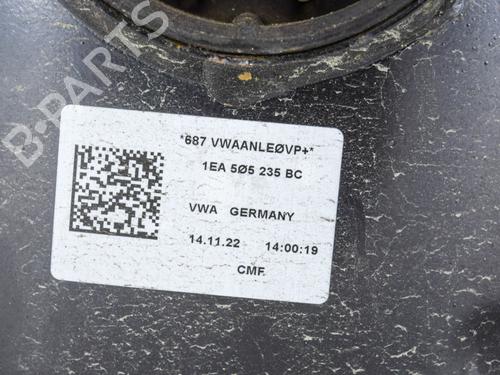 B-PARTS
*687 VWAANLEØVP+*
1EA 5Ø5 235 BC
VWA GERMANY
14.11.22 14:00:19
CMF.